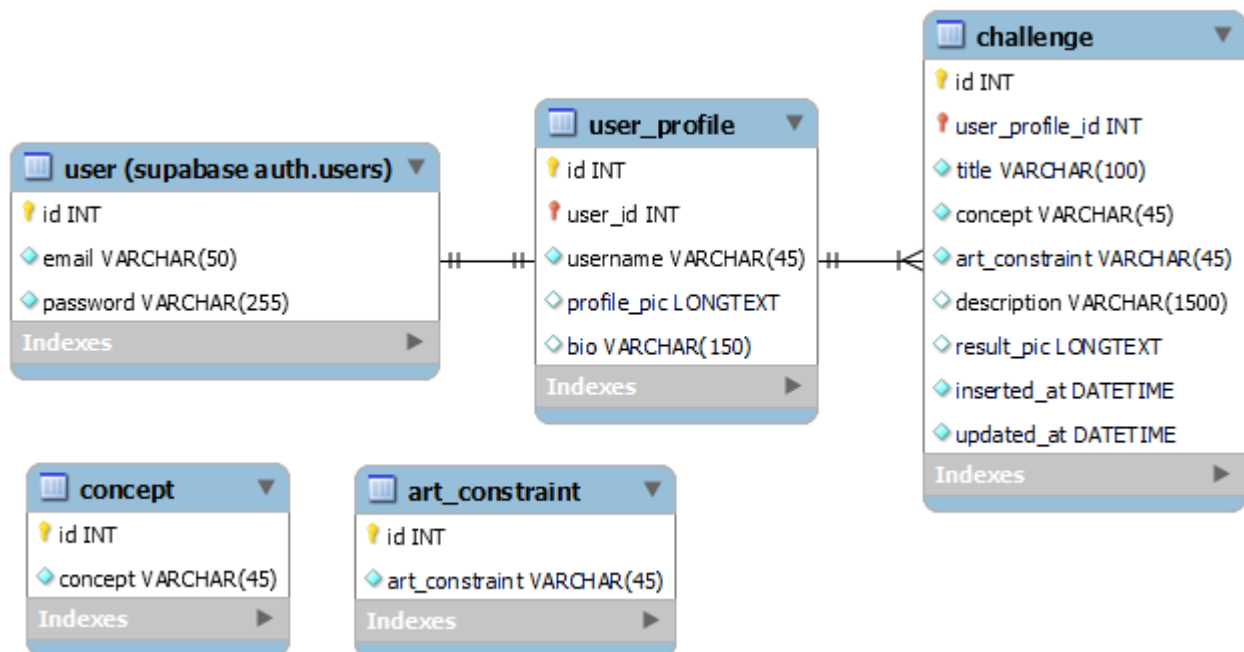 user (supabase auth.users)
id INT
email VARCHAR(50)
password VARCHAR(255)
Indexes
user_profile
id INT
user_id INT
username VARCHAR(45)
profile_pic LONGTEXT
bio VARCHAR(150)
Indexes
challenge
id INT
user_profile_id INT
title VARCHAR(100)
concept VARCHAR(45)
art_constraint VARCHAR(45)
description VARCHAR(1500)
result_pic LONGTEXT
inserted_at DATETIME
updated_at DATETIME
Indexes
concept
id INT
concept VARCHAR(45)
Indexes
art_constraint
id INT
art_constraint VARCHAR(45)
Indexes